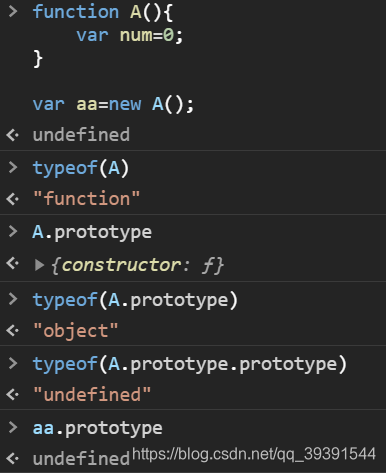 > function A(){
var num=0;
}
var aa=new A();
undefined
> typeof(A)
"function"
> A.prototype
▶{constructor: ƒ}
> typeof(A.prototype)
"object"
> typeof(A.prototype.prototype)
"undefined"
> aa.prototype
undefined
https://blog.csdn.net/qq_39391544